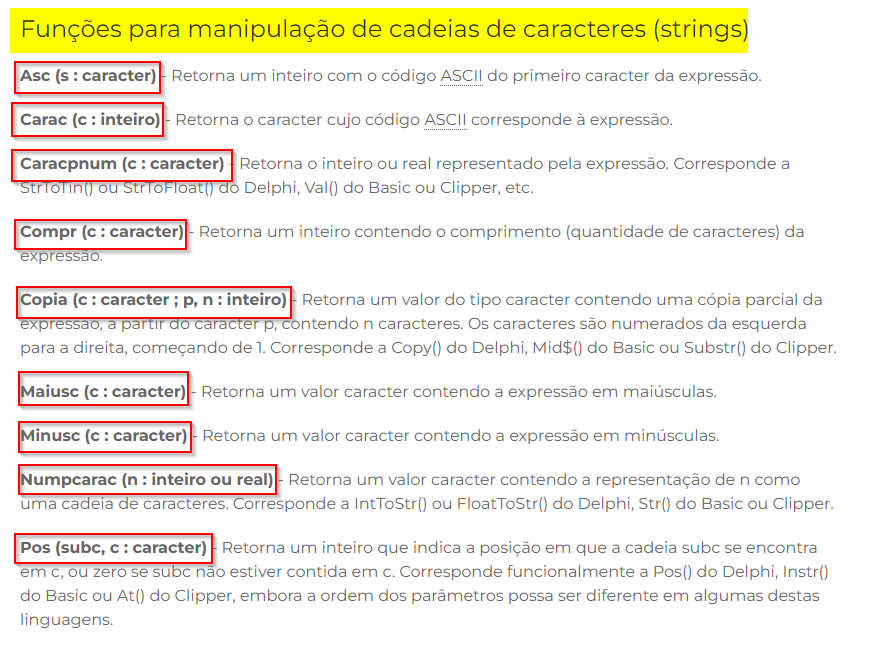 Funções para manipulação de cadeias de caracteres (strings)
Asc (s : caracter) - Retorna um inteiro com o código ASCII do primeiro caracter da expressão.
Carac (c : inteiro) - Retorna o caracter cujo código ASCII corresponde à expressão.
Caracpnum (c : caracter) - Retorna o inteiro ou real representado pela expressão. Corresponde a
StrToTin() ou StrToFloat() do Delphi, Val() do Basic ou Clipper, etc.
Compr (c : caracter) - Retorna um inteiro contendo o comprimento (quantidade de caracteres) da
expressão.
Copia (c : caracter ; p, n : inteiro) - Retorna um valor do tipo caracter contendo uma cópia parcial da
expressão, a partir do caracter p, contendo n caracteres. Os caracteres são numerados da esquerda
para a direita, começando de 1. Corresponde a Copy() do Delphi, Mid$() do Basic ou Substr() do Clipper.
Maiusc (c : caracter) - Retorna um valor caracter contendo a expressão em maiúsculas.
Minusc (c : caracter) - Retorna um valor caracter contendo a expressão em minúsculas.
Numpcarac (n : inteiro ou real) - Retorna um valor caracter contendo a representação de n como
uma cadeia de caracteres. Corresponde a IntToStr() ou FloatToStr() do Delphi, Str() do Basic ou Clipper.
Pos (subc, c : caracter) - Retorna um inteiro que indica a posição em que a cadeia subc se encontra
em c, ou zero se subc não estiver contida em c. Corresponde funcionalmente a Pos() do Delphi, Instr()
do Basic ou At() do Clipper, embora a ordem dos parâmetros possa ser diferente em algumas destas
linguagens.